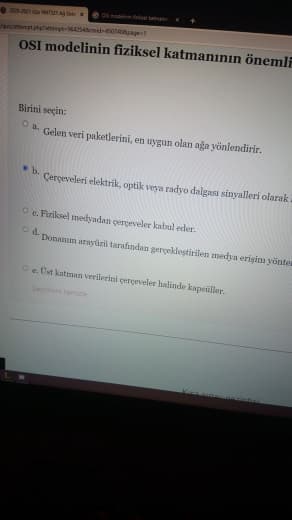 OSI modelinin fiziksel katmanının önemli
Birini seçin:
a. Gelen veri paketlerini, en uygun olan ağa yönlendirir.
b. Çerçeveleri elektrik, optik veya radyo dalgası sinyalleri olarak
c. Fiziksel medyadan çerçeveler kabul eder.
d. Donanım arayüzü tarafından gerçekleştirilen medya erişim
e. Üst katman verilerini çerçeveler halinde kapsüller.